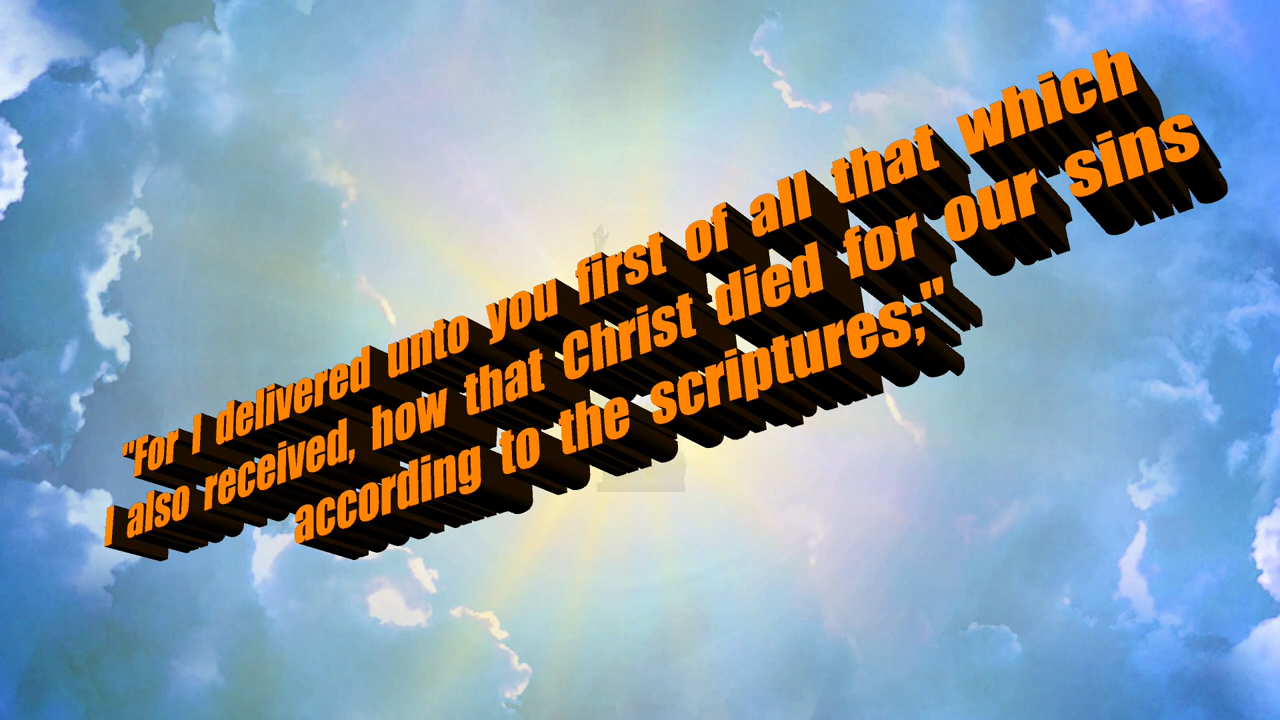 "For I delivered unto you first of all that which
I also received, how that Christ died for our sins
according to the scriptures;"